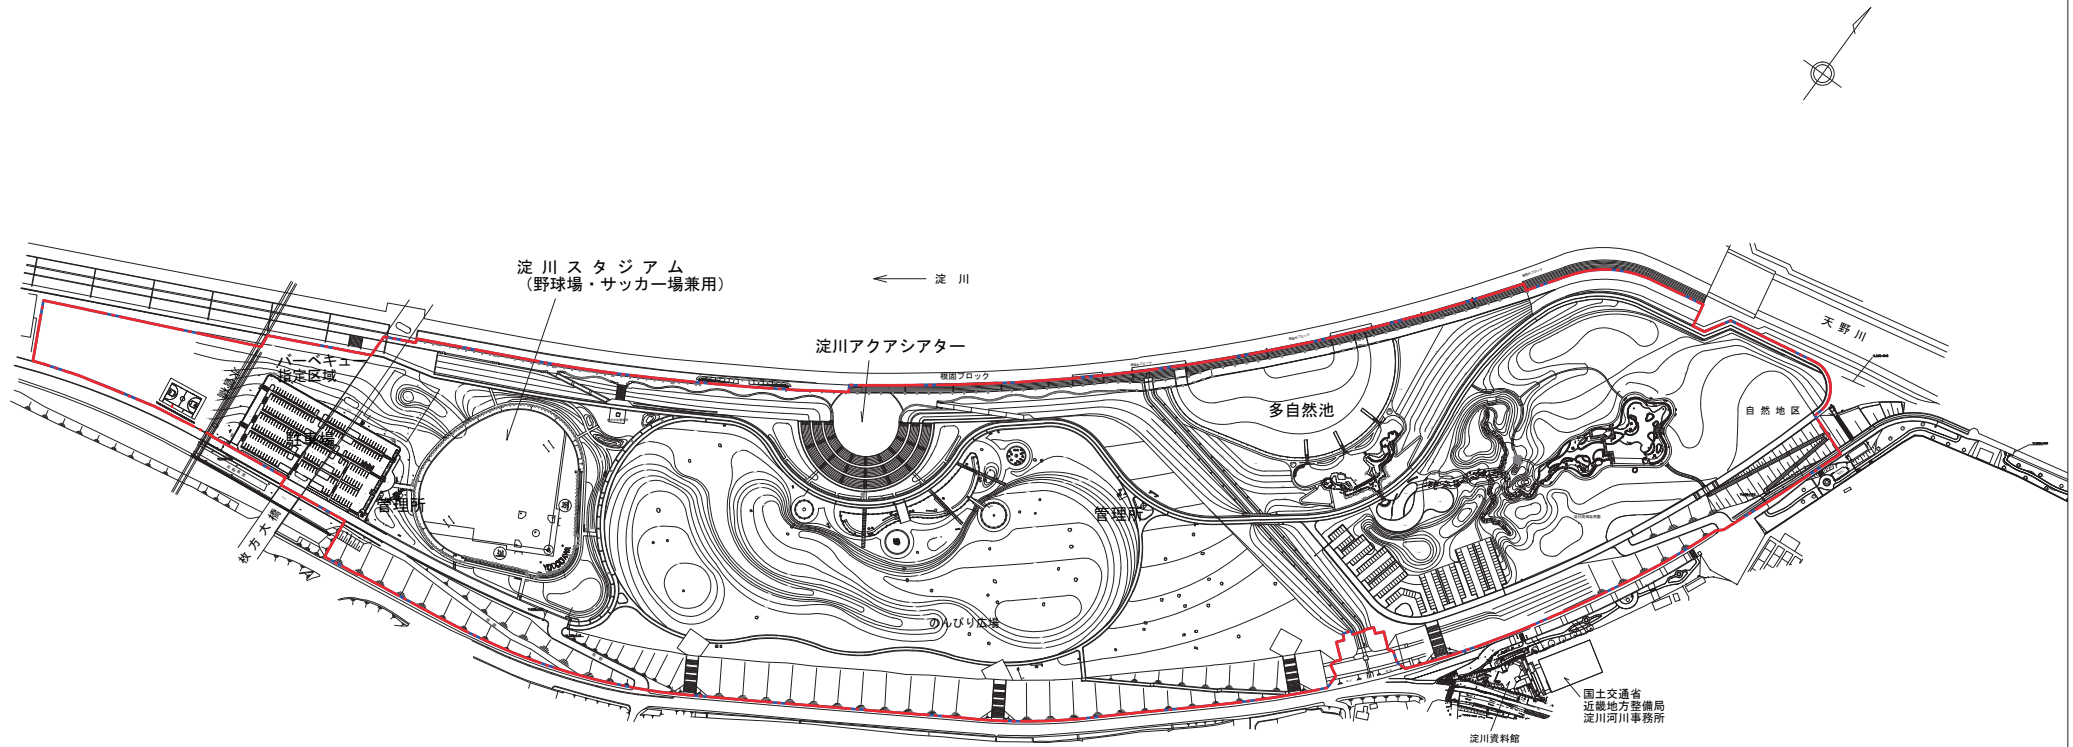 淀川スタジアム
(野球場・サッカー場兼用)
淀川
淀川アクアシアター
根固ブロック
天野川
バーベキュー
指定区域
駐車場
管理所
枚方大橋
多自然池
自然地区
管理所
のんびり広場
国土交通省
近畿地方整備局
淀川河川事務所
淀川資料館